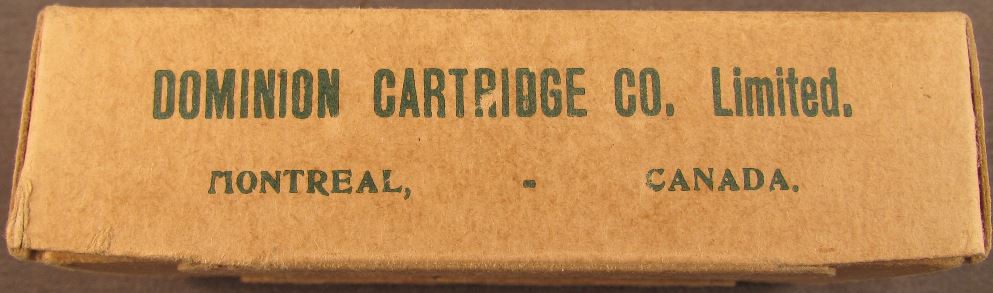 DOMINION CARTRIDGE CO. Limited.
MONTREAL, - CANADA.